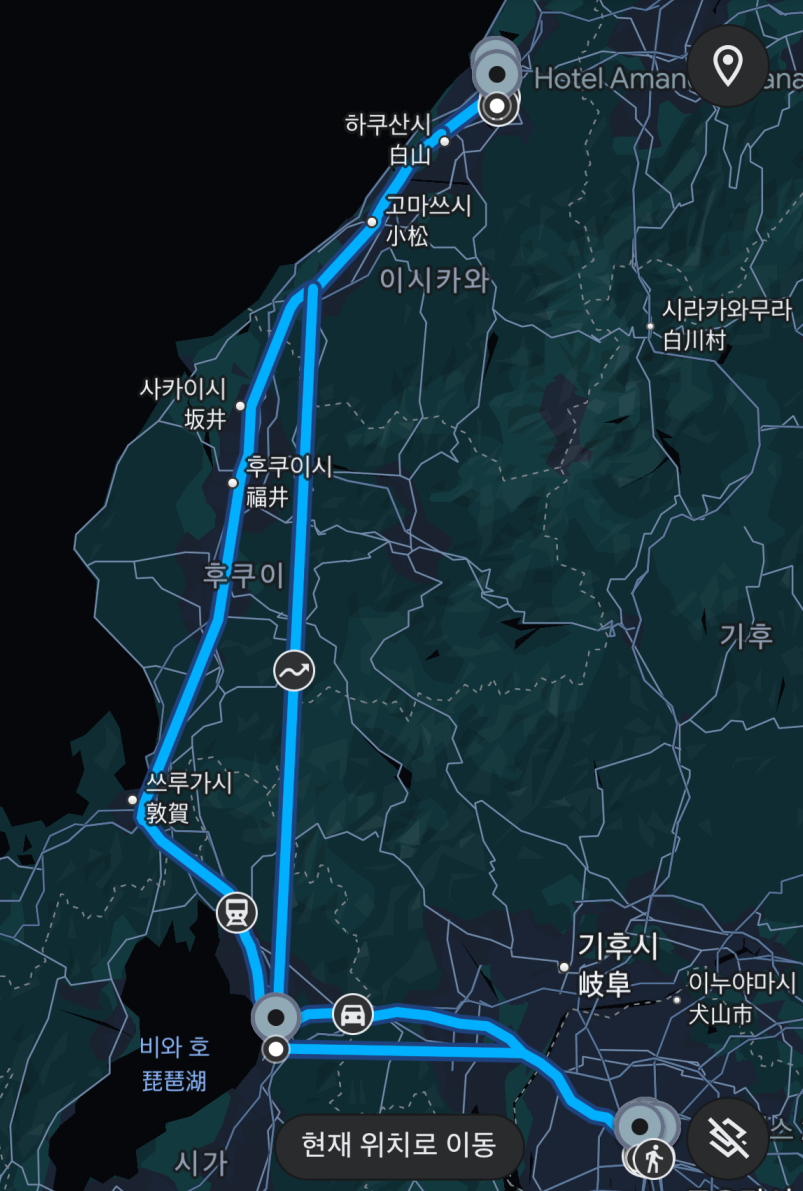 Hotel Aman
하쿠산시
白山
고마쓰시
小松
이시카와
시라카와무라
白川村
사카이시
坂井
후쿠이시
福井
후쿠이
기후
쓰루가시
敦賀
기후시
岐阜
이누야마시
犬山市
비와 호
琵琶湖
현재 위치로 이동
시가